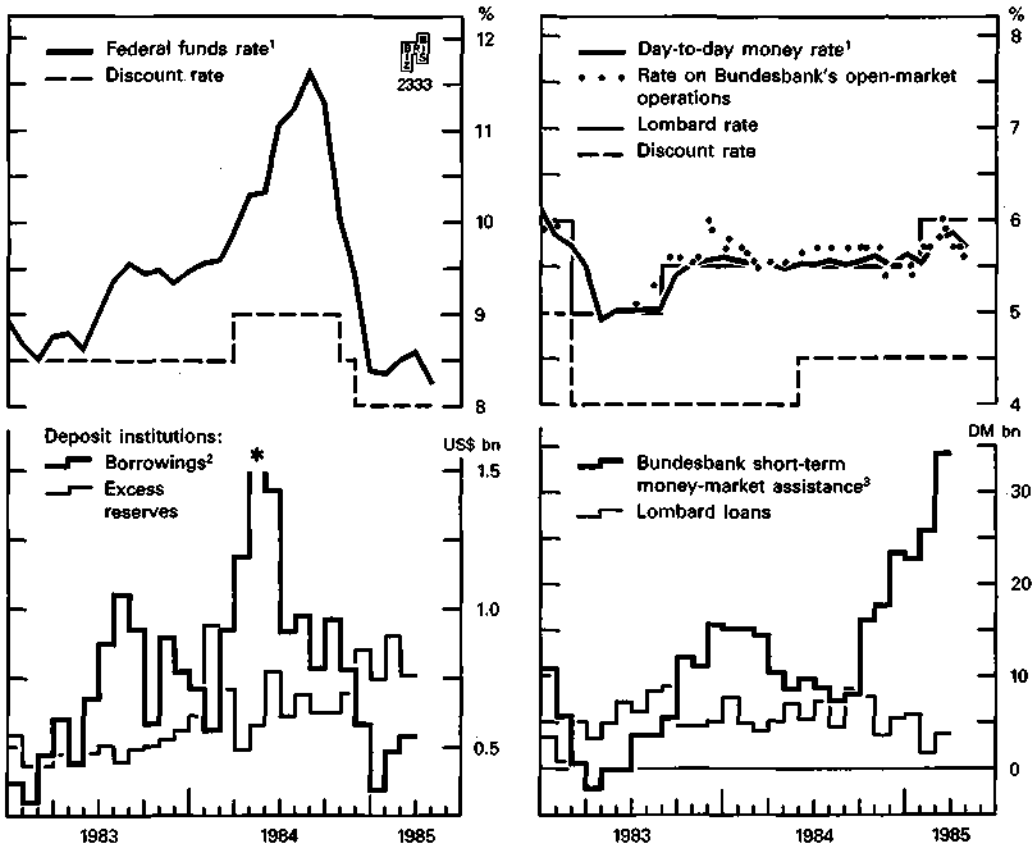 %
12
Federal funds rate¹
Discount rate
2333
11
10
9
8
%
8
Day-to-day money rate¹
Rate on Bundesbank's open-market
operations
Lombard rate
Discount rate
7
6
5
4
Deposit institutions:
Borrowings²
Excess
reserves
US$ bn
*
1.5
1.0
0.5
1983
1984
1985
DM bn
Bundesbank short-term
money-market assistance³
Lombard loans
30
20
10
0
1983
1984
1985